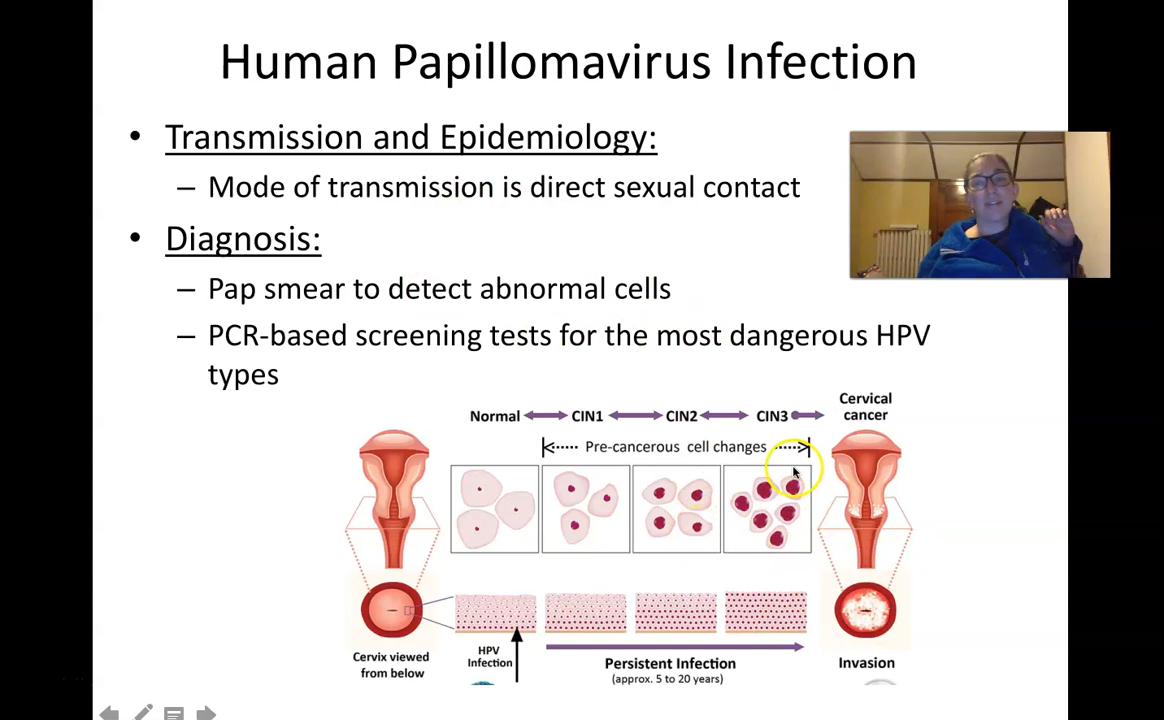 Human Papillomavirus Infection
• Transmission and Epidemiology:
– Mode of transmission is direct sexual contact
• Diagnosis:
– Pap smear to detect abnormal cells
– PCR-based screening tests for the most dangerous HPV
types
Normal CIN1 CIN2 CIN3 Cervical
cancer
Pre-cancerous cell changes
Cervix viewed
from below
HPV
Infection
Persistent Infection
(approx. 5 to 20 years)
Invasion